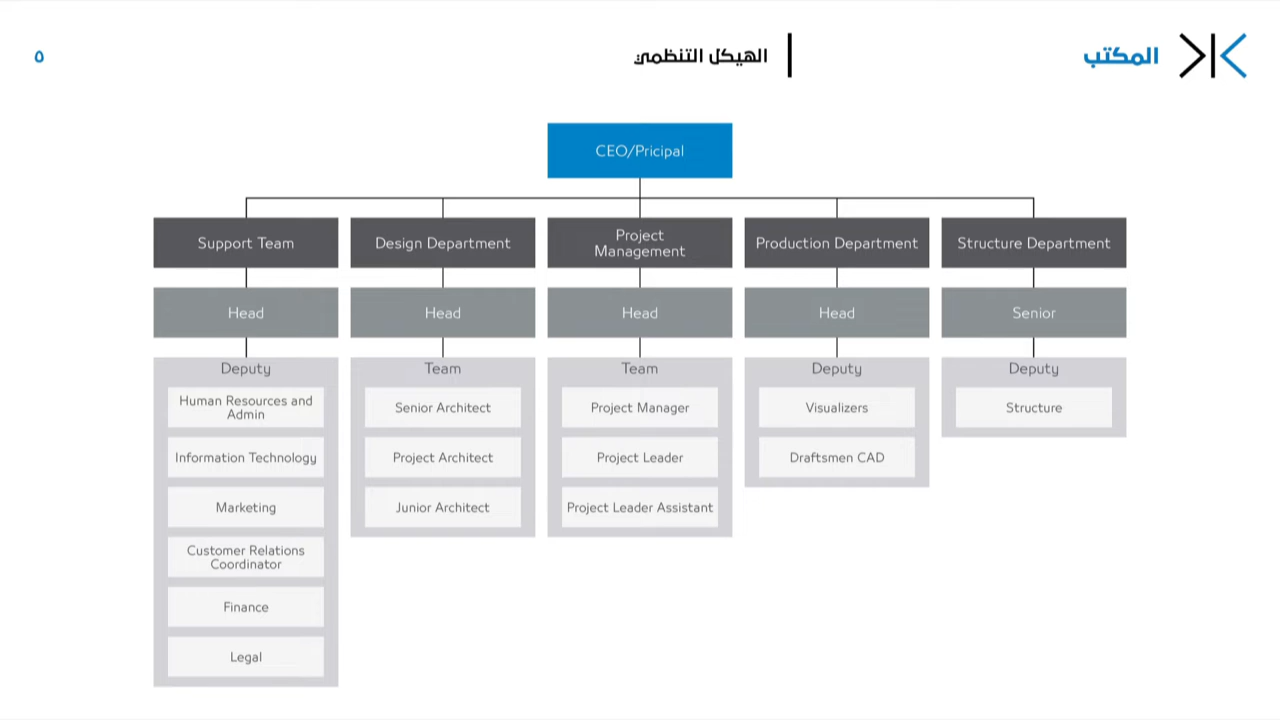 المكتب
الهيكل التنظمي
٥
CEO/Pricipal
Support Team
Design Department
Project
Management
Production Department
Structure Department
Head
Head
Head
Head
Senior
Deputy
Human Resources and
Admin
Information Technology
Marketing
Customer Relations
Coordinator
Finance
Legal
Team
Senior Architect
Project Architect
Junior Architect
Team
Project Manager
Project Leader
Project Leader Assistant
Deputy
Visualizers
Draftsmen CAD
Deputy
Structure